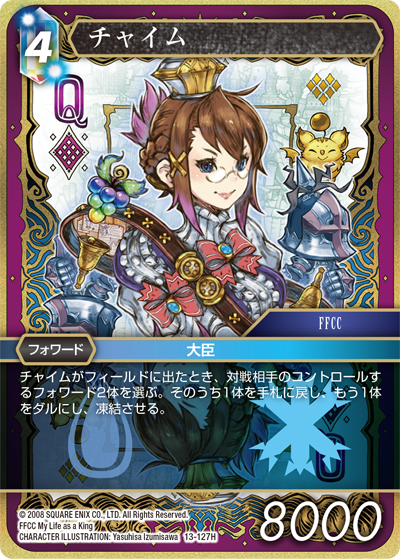 4
チャイム
Q
FFCC
フォワード
大臣
チャイムがフィールドに出たとき、対戦相手のコントロールす
るフォワード2体を選ぶ。そのうち1体を手札に戻し、もう1体
をダルにし、凍結させる。
Q
© 2008 SQUARE ENIX CO., LTD. All Rights Reserved.
FFCC My Life as a King
CHARACTER ILLUSTRATION: Yasuhisa Izumisawa
13-127H
8000